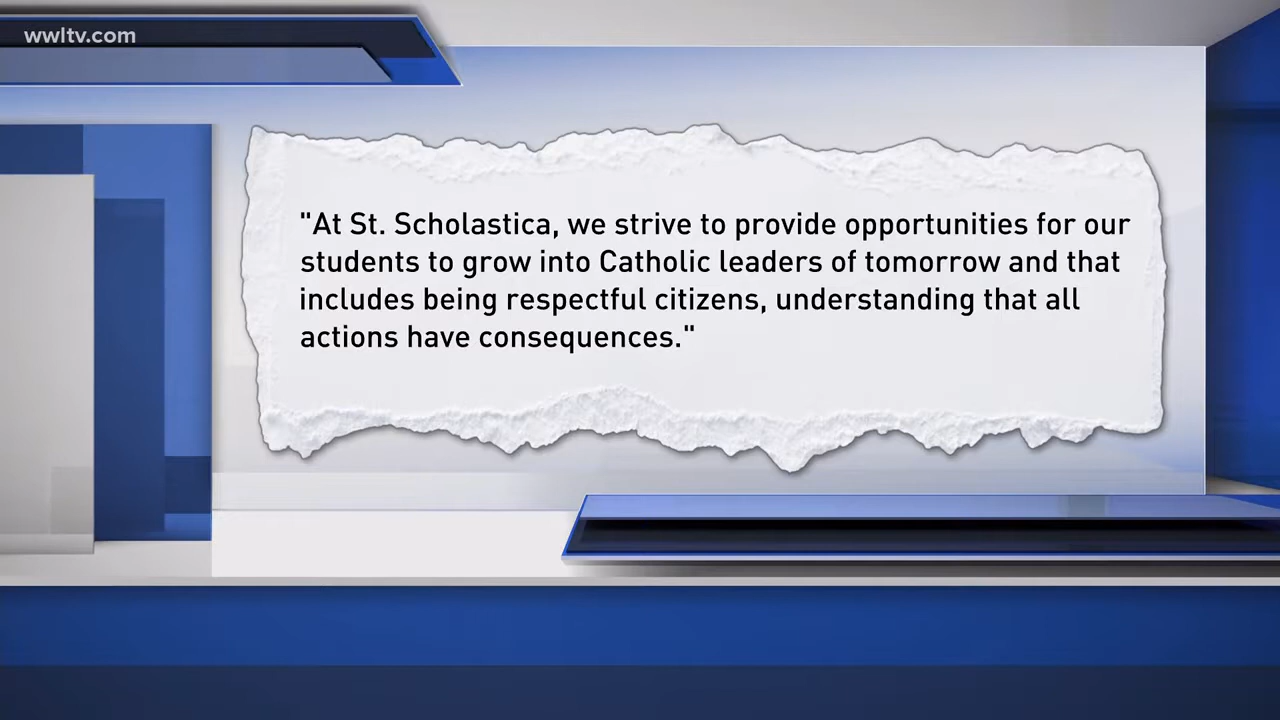 wwltv.com
"At St. Scholastica, we strive to provide opportunities for our
students to grow into Catholic leaders of tomorrow and that
includes being respectful citizens, understanding that all
actions have consequences."